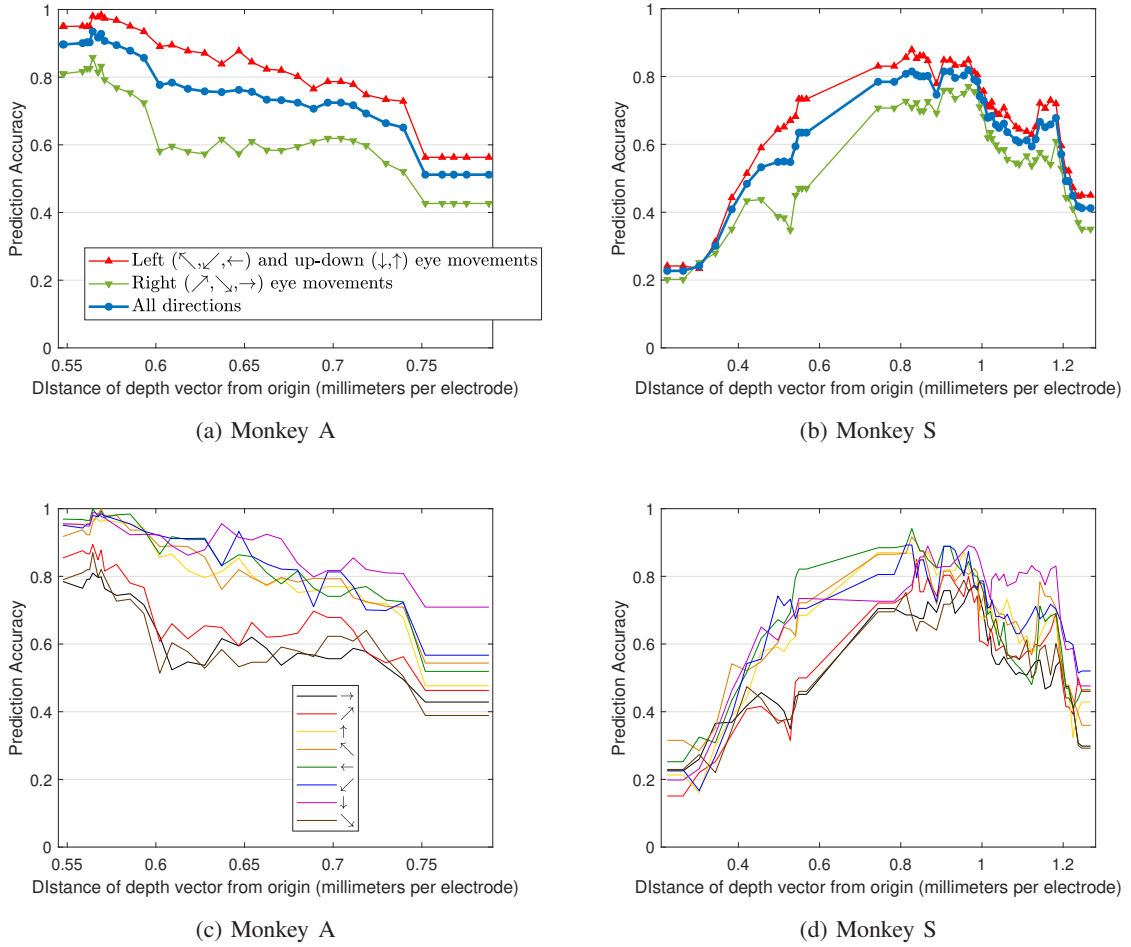 1
0.8
0.6
0.4
0.2
0
Prediction Accuracy
0.55 0.6 0.65 0.7 0.75
DIstance of depth vector from origin (millimeters per electrode)
Left (↖,↙,←) and up-down (↓,↑) eye movements
Right (↗,↘,→) eye movements
All directions
(a) Monkey A
1
0.8
0.6
0.4
0.2
0
Prediction Accuracy
0.4 0.6 0.8 1 1.2
DIstance of depth vector from origin (millimeters per electrode)
(b) Monkey S
1
0.8
0.6
0.4
0.2
0
Prediction Accuracy
0.55 0.6 0.65 0.7 0.75
DIstance of depth vector from origin (millimeters per electrode)
→
↗
↑
↖
←
↙
↓
↘
(c) Monkey A
1
0.8
0.6
0.4
0.2
0
Prediction Accuracy
0.4 0.6 0.8 1 1.2
DIstance of depth vector from origin (millimeters per electrode)
(d) Monkey S